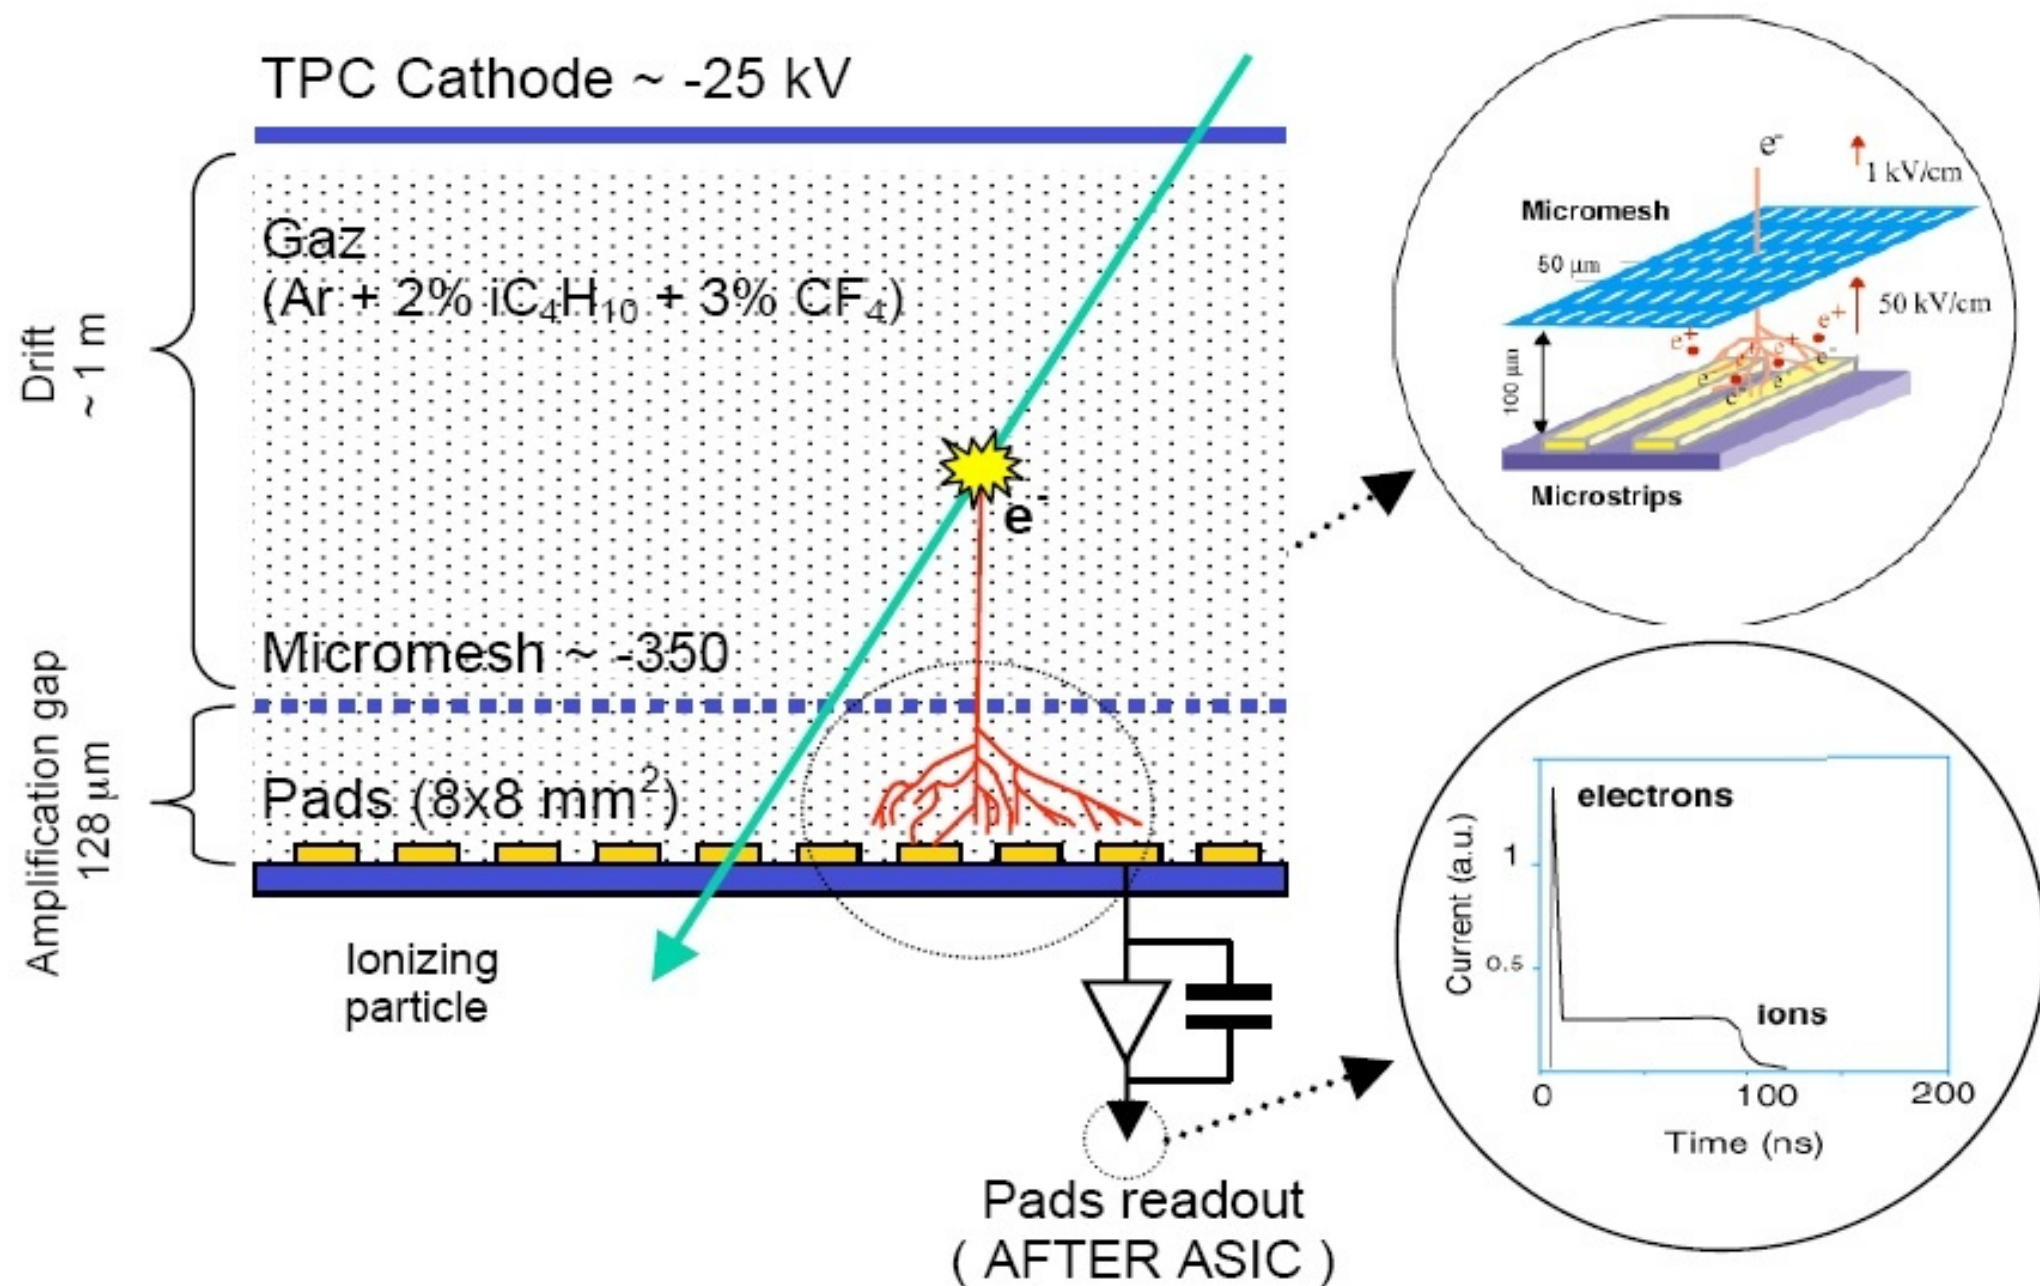 TPC Cathode ~ -25 kV
Drift
~ 1 m
Gaz
(Ar + 2% iC₄H₁₀ + 3% CF₄)
e⁻
Micromesh ~ -350
Amplification gap
128 µm
Pads (8x8 mm²)
Ionizing
particle
Pads readout
( AFTER ASIC )
e⁻
1 kV/cm
Micromesh
50 µm
50 kV/cm
e⁺
e⁺
e⁺
e⁺
e⁻
e⁻
e⁻
e⁻
100 µm
Microstrips
electrons
Current (a.u.)
1
0.5
ions
0
100
200
Time (ns)